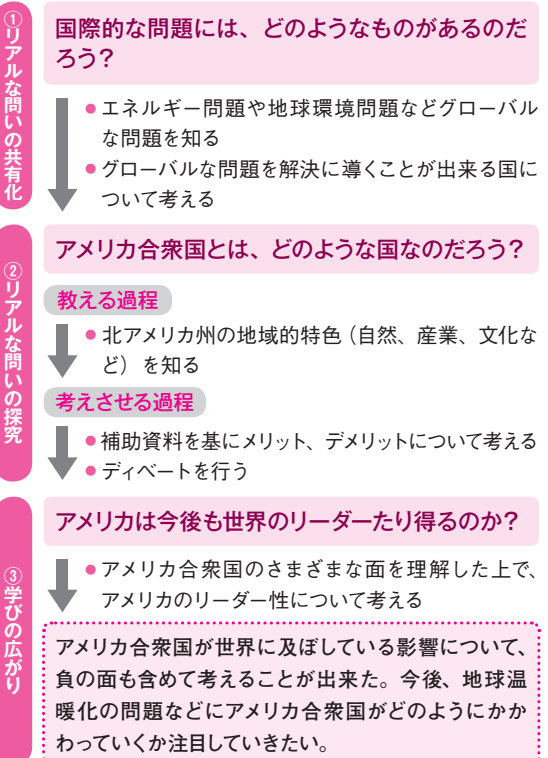 ①リアルな問いの共有化
国際的な問題には、どのようなものがあるのだ
ろう？
●エネルギー問題や地球環境問題などグローバル
な問題を知る
●グローバルな問題を解決に導くことが出来る国に
ついて考える
②リアルな問いの探究
アメリカ合衆国とは、どのような国なのだろう？
教える過程
●北アメリカ州の地域的特色（自然、産業、文化な
ど）を知る
考えさせる過程
●補助資料を基にメリット、デメリットについて考える
●ディベートを行う
③学びの広がり
アメリカは今後も世界のリーダーたり得るのか？
●アメリカ合衆国のさまざまな面を理解した上で、
アメリカのリーダー性について考える
アメリカ合衆国が世界に及ぼしている影響について、
負の面も含めて考えることが出来た。今後、地球温
暖化の問題などにアメリカ合衆国がどのようにかか
わっていくか注目していきたい。